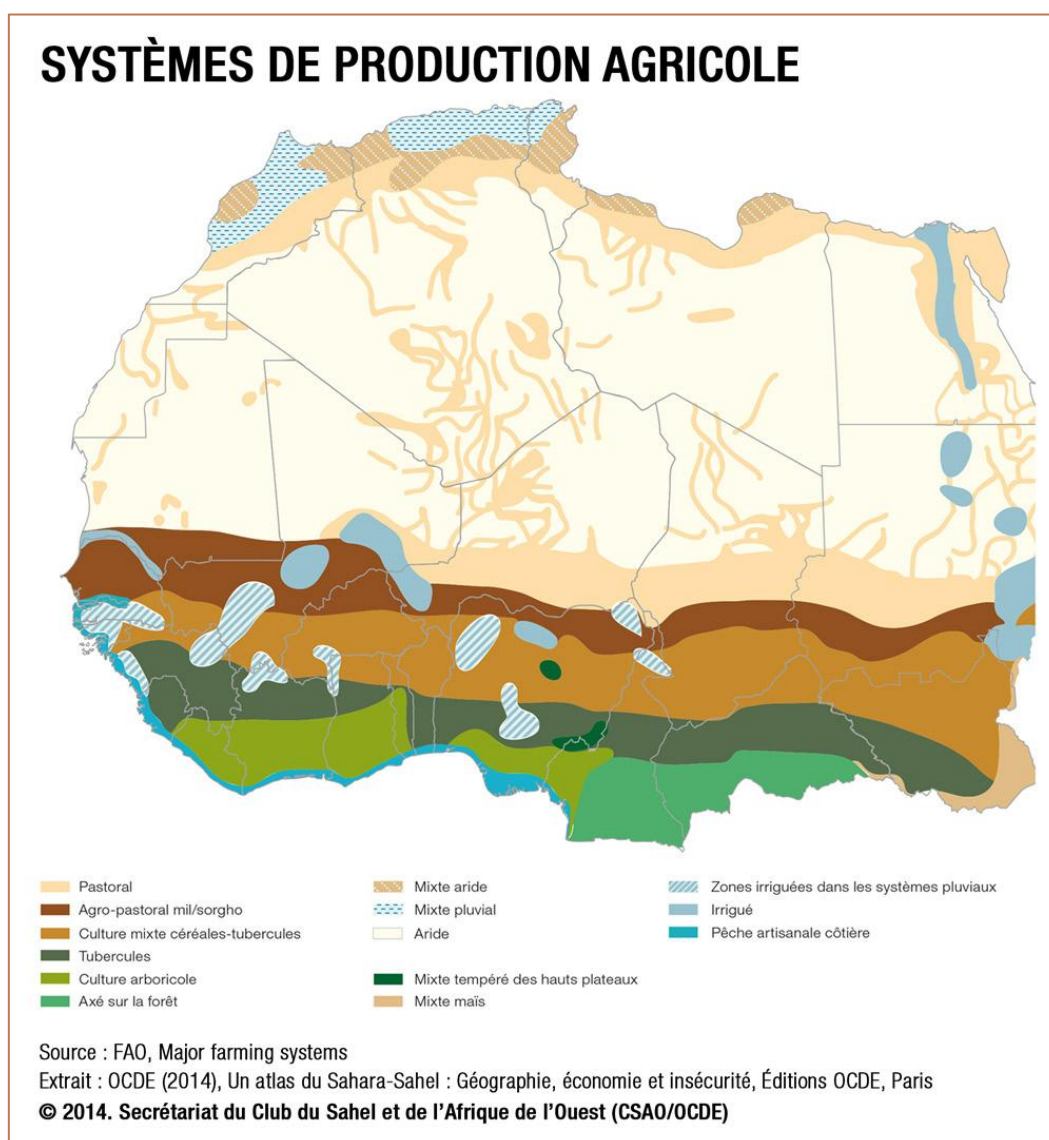 SYSTÈMES DE PRODUCTION AGRICOLE
Pastoral
Agro-pastoral mil/sorgho
Culture mixte céréales-tubercules
Tubercules
Culture arboricole
Axé sur la forêt
Mixte aride
Mixte pluvial
Aride
Mixte tempéré des hauts plateaux
Mixte maïs
Zones irriguées dans les systèmes pluviaux
Irrigué
Pêche artisanale côtière
Source : FAO, Major farming systems
Extrait : OCDE (2014), Un atlas du Sahara-Sahel : Géographie, économie et insécurité, Éditions OCDE, Paris
© 2014. Secrétariat du Club du Sahel et de l'Afrique de l'Ouest (CSAO/OCDE)